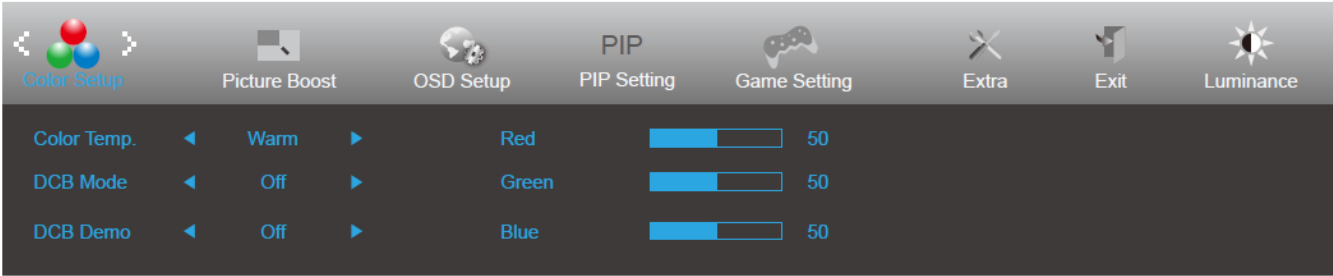 PIP
Color Setup Picture Boost OSD Setup PIP Setting Game Setting Extra Exit Luminance
Color Temp. Warm Red 50
DCB Mode Off Green 50
DCB Demo Off Blue 50